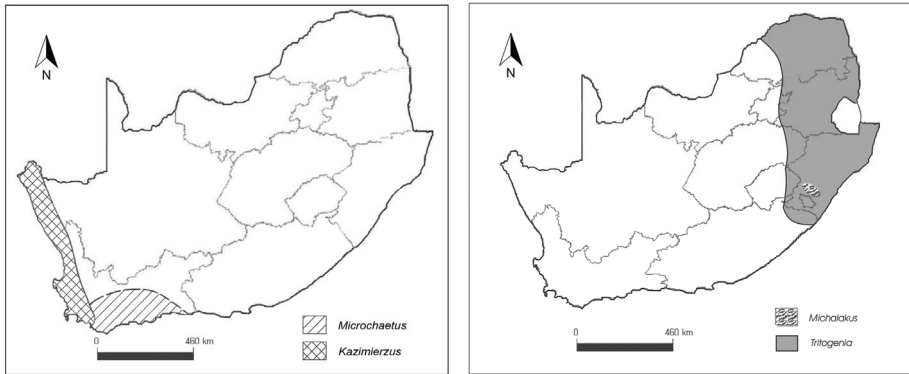 N
Microchaetus
Kazimierzus
0 460 km
N
Michalakus
Tritogenia
0 460 km